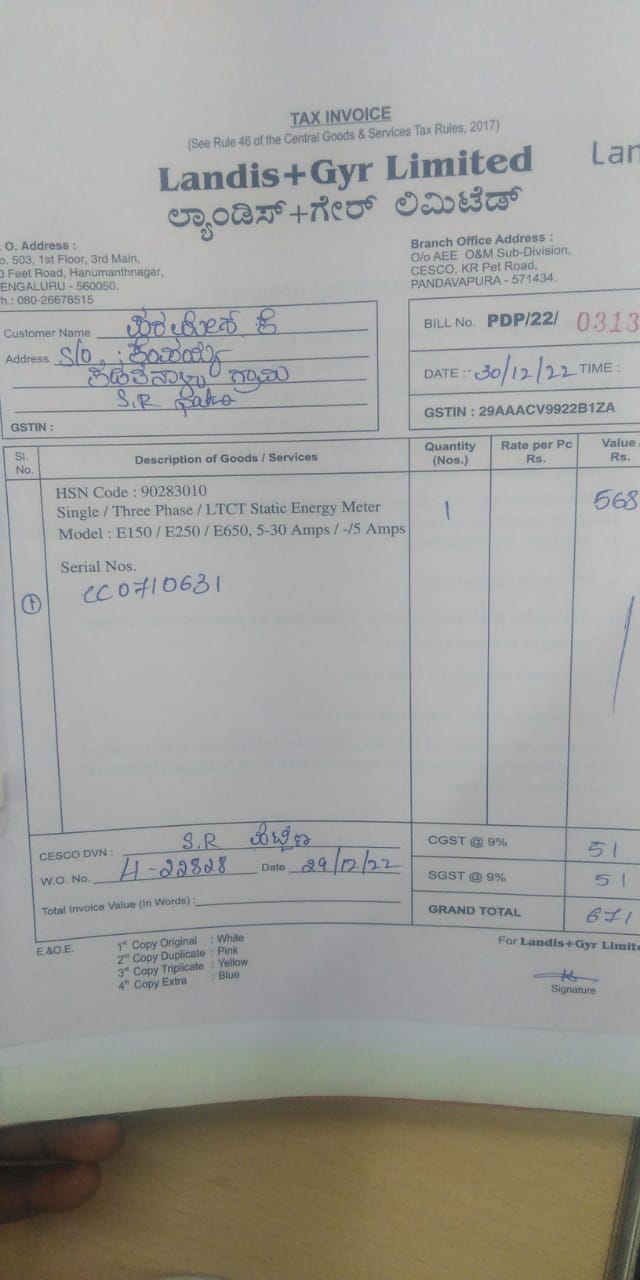 TAX INVOICE
(See Rule 46 of the Central Goods & Services Tax Rules, 2017)
Landis+Gyr Limited
Lan
ಲ್ಯಾಂಡಿಸ್+ಗೇರ್ ಲಿಮಿಟೆಡ್
. O. Address :
o. 503, 1st Floor, 3rd Main,
0 Feet Road, Hanumanthnagar,
ENGALURU - 560050.
h.: 080-26678515
Branch Office Address :
O/o AEE O&M Sub-Division,
CESCO, KR Pet Road,
PANDAVAPURA - 571434.
Customer Name
Address S/o
ಗ್ರಾಮ
S.R
GSTIN :
BILL No. PDP/22/ 0313
DATE :- 30/12/22 TIME :
GSTIN : 29AAACV9922B1ZA
Sl. No. Description of Goods / Services Quantity (Nos.) Rate per Pc Rs. Value Rs.
HSN Code : 90283010
Single / Three Phase / LTCT Static Energy Meter 1 568
Model : E150 / E250 / E650, 5-30 Amps / -/5 Amps
Serial Nos.
CC0710631
1
CESCO DVN : S.R
W.O. No. H-22828 Date 29/12/22
Total Invoice Value (In Words) :
CGST @ 9% 51
SGST @ 9% 51
GRAND TOTAL 671
E.&O.E.
1st Copy Original : White
2nd Copy Duplicate : Pink
3rd Copy Triplicate : Yellow
4th Copy Extra : Blue
For Landis+Gyr Limite
Signature